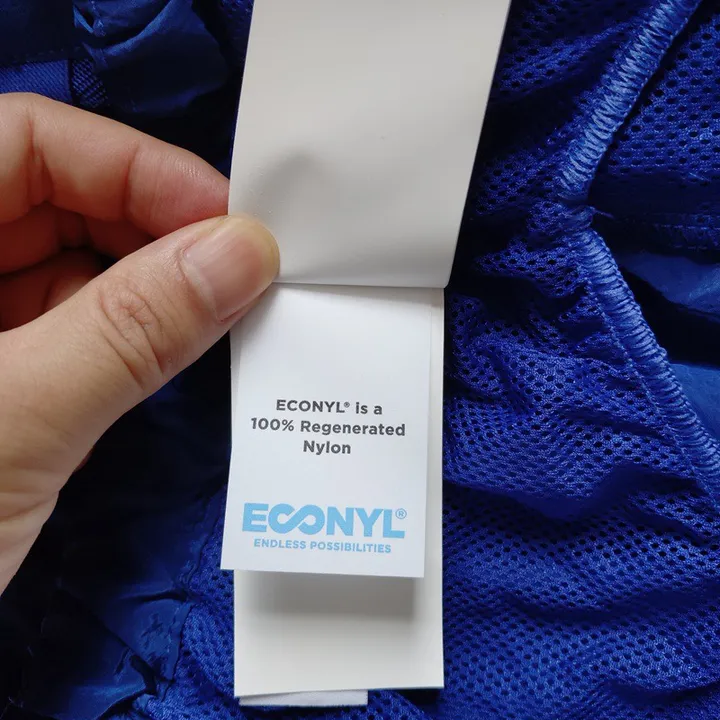 ECONYL® is a
100% Regenerated
Nylon
ECONYL®
ENDLESS POSSIBILITIES